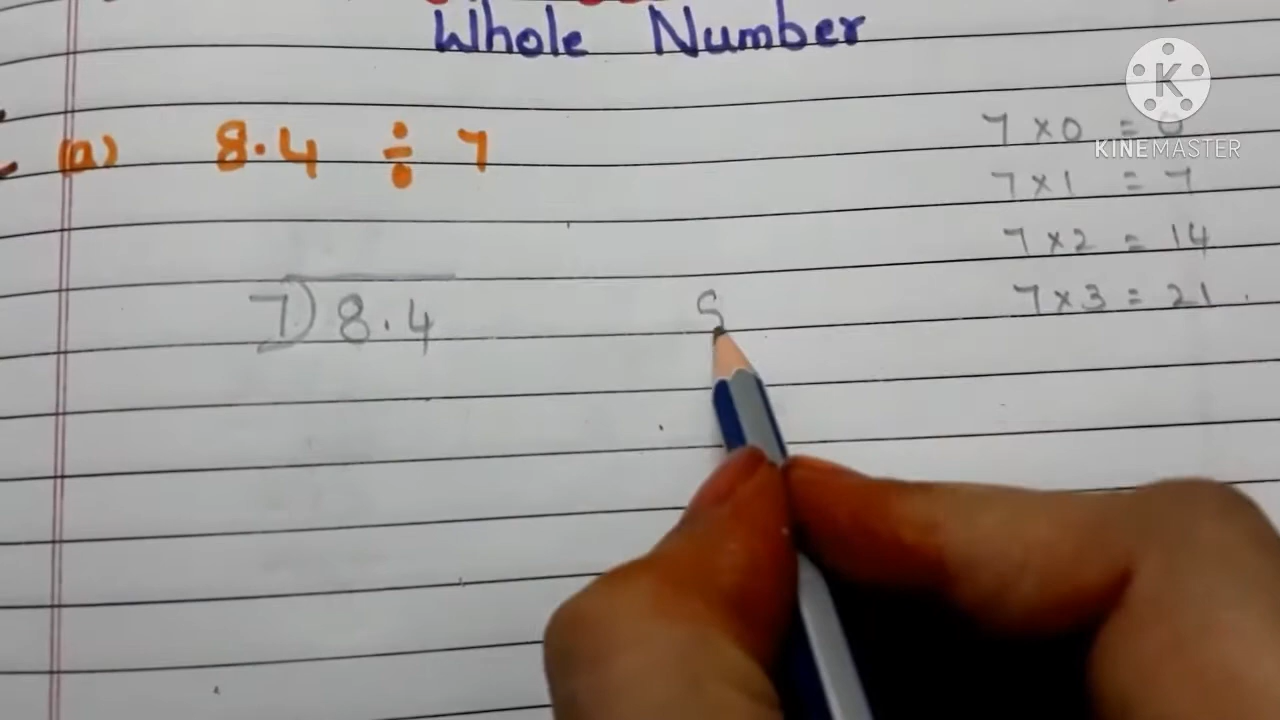 Whole Number
(a) 8.4 ÷ 7
7 x 0 = 0
7 x 1 = 7
7 x 2 = 14
7 x 3 = 21
7)8.4
K
KINEMASTER